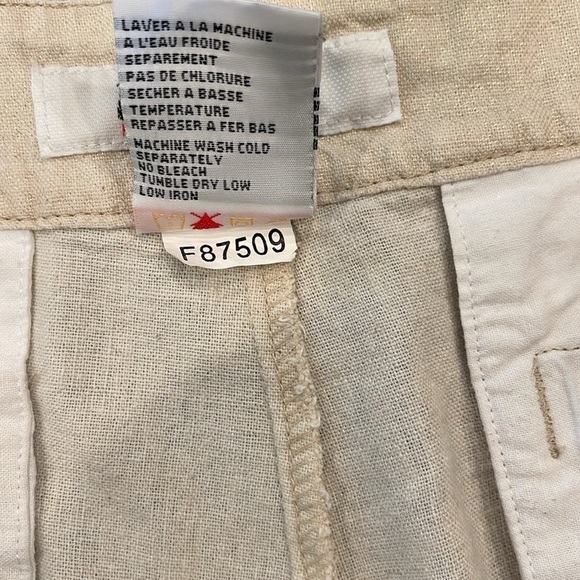 LAVER A LA MACHINE
A L'EAU FROIDE
SEPAREMENT
PAS DE CHLORURE
SECHER A BASSE
TEMPERATURE
REPASSER A FER BAS
MACHINE WASH COLD
SEPARATELY
NO BLEACH
TUMBLE DRY LOW
LOW IRON
F87509